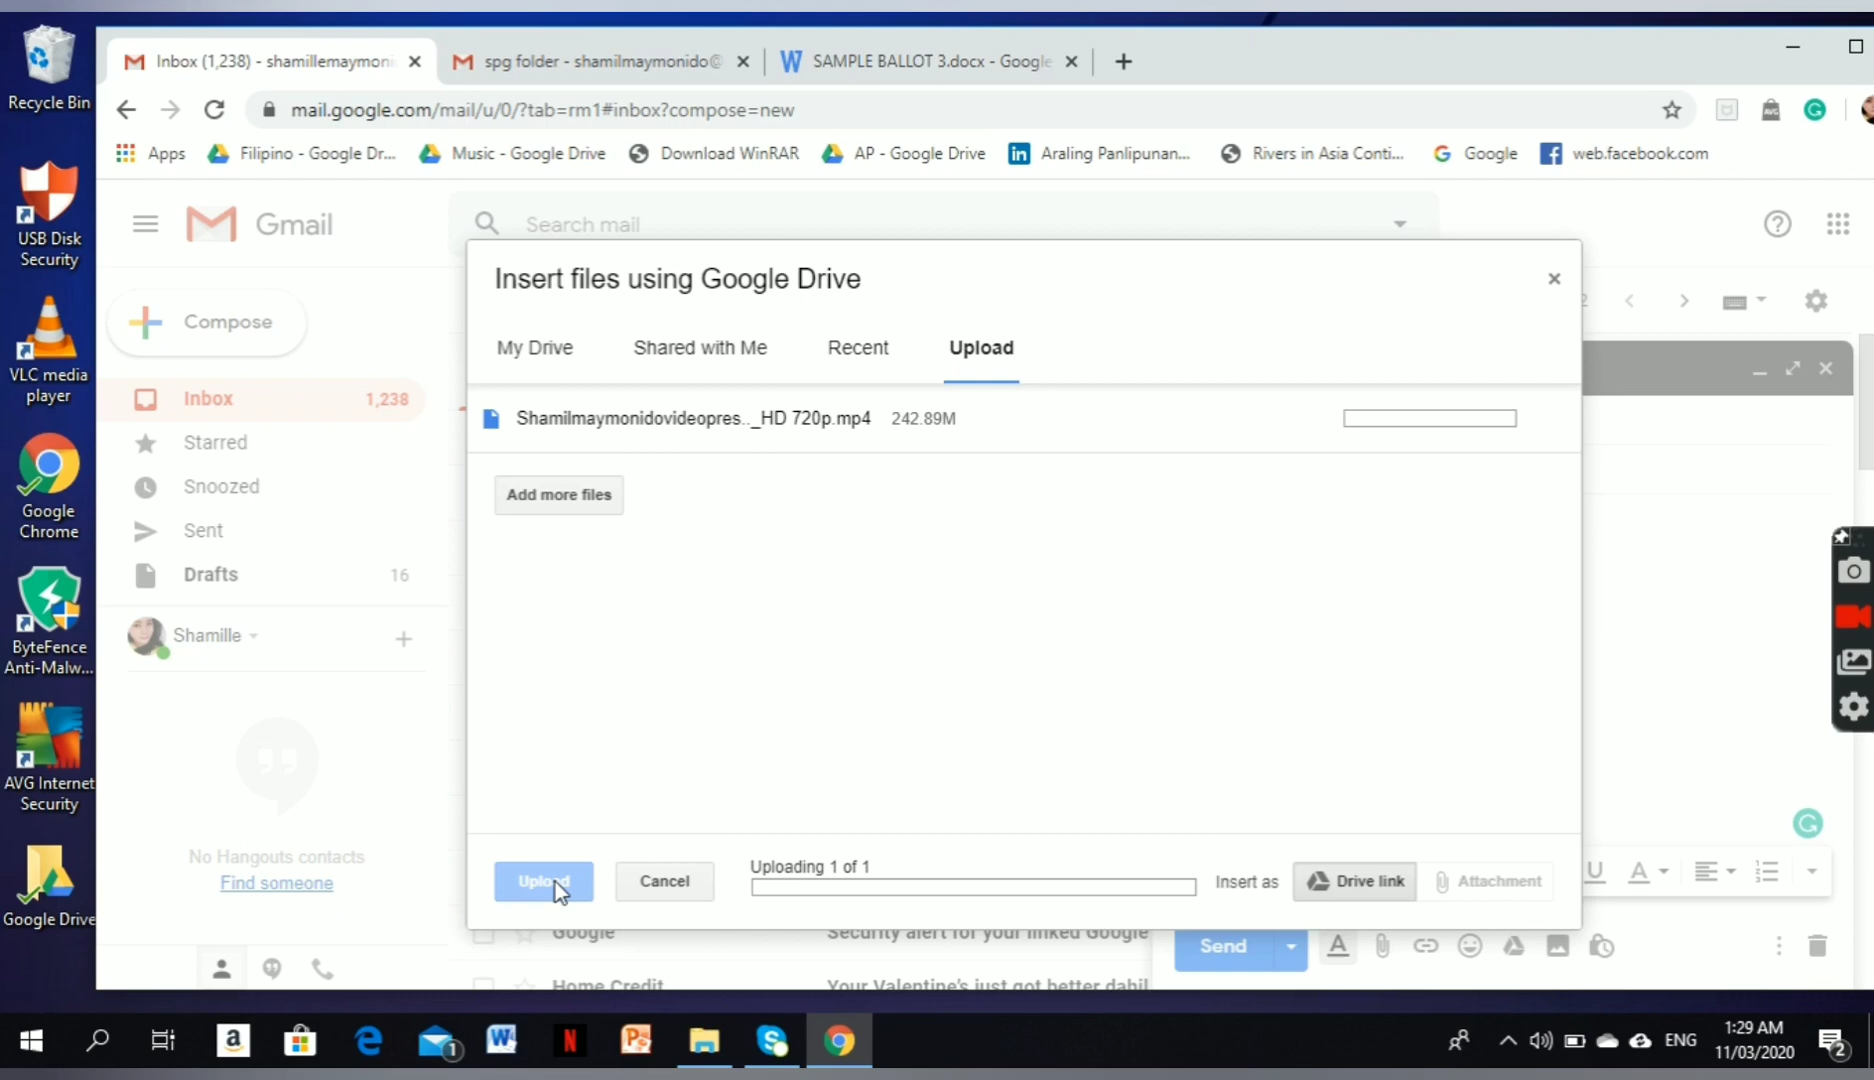 Recycle Bin
USB Disk
Security
VLC media
player
Google
Chrome
ByteFence
Anti-Malw...
AVG Internet
Security
Google Drive
Inbox (1,238) - shamillemaymoni
spg folder - shamilmaymonido@
SAMPLE BALLOT 3.docx - Google
mail.google.com/mail/u/0/?tab=rm1#inbox?compose=new
Apps
Filipino - Google Dr...
Music - Google Drive
Download WinRAR
AP - Google Drive
Araling Panlipunan...
Rivers in Asia Conti...
Google
web.facebook.com
Gmail
Search mail
Compose
Inbox 1,238
Starred
Snoozed
Sent
Drafts 16
Shamille
No Hangouts contacts
Find someone
Insert files using Google Drive
My Drive Shared with Me Recent Upload
Shamilmaymonidovideopres.._HD 720p.mp4 242.89M
Add more files
Upload
Cancel
Uploading 1 of 1
Insert as
Drive link
Attachment
Google Security alert for your linked Google
Home Credit Your Valentine's just got better dahil
Send
ENG
1:29 AM
11/03/2020
1
2